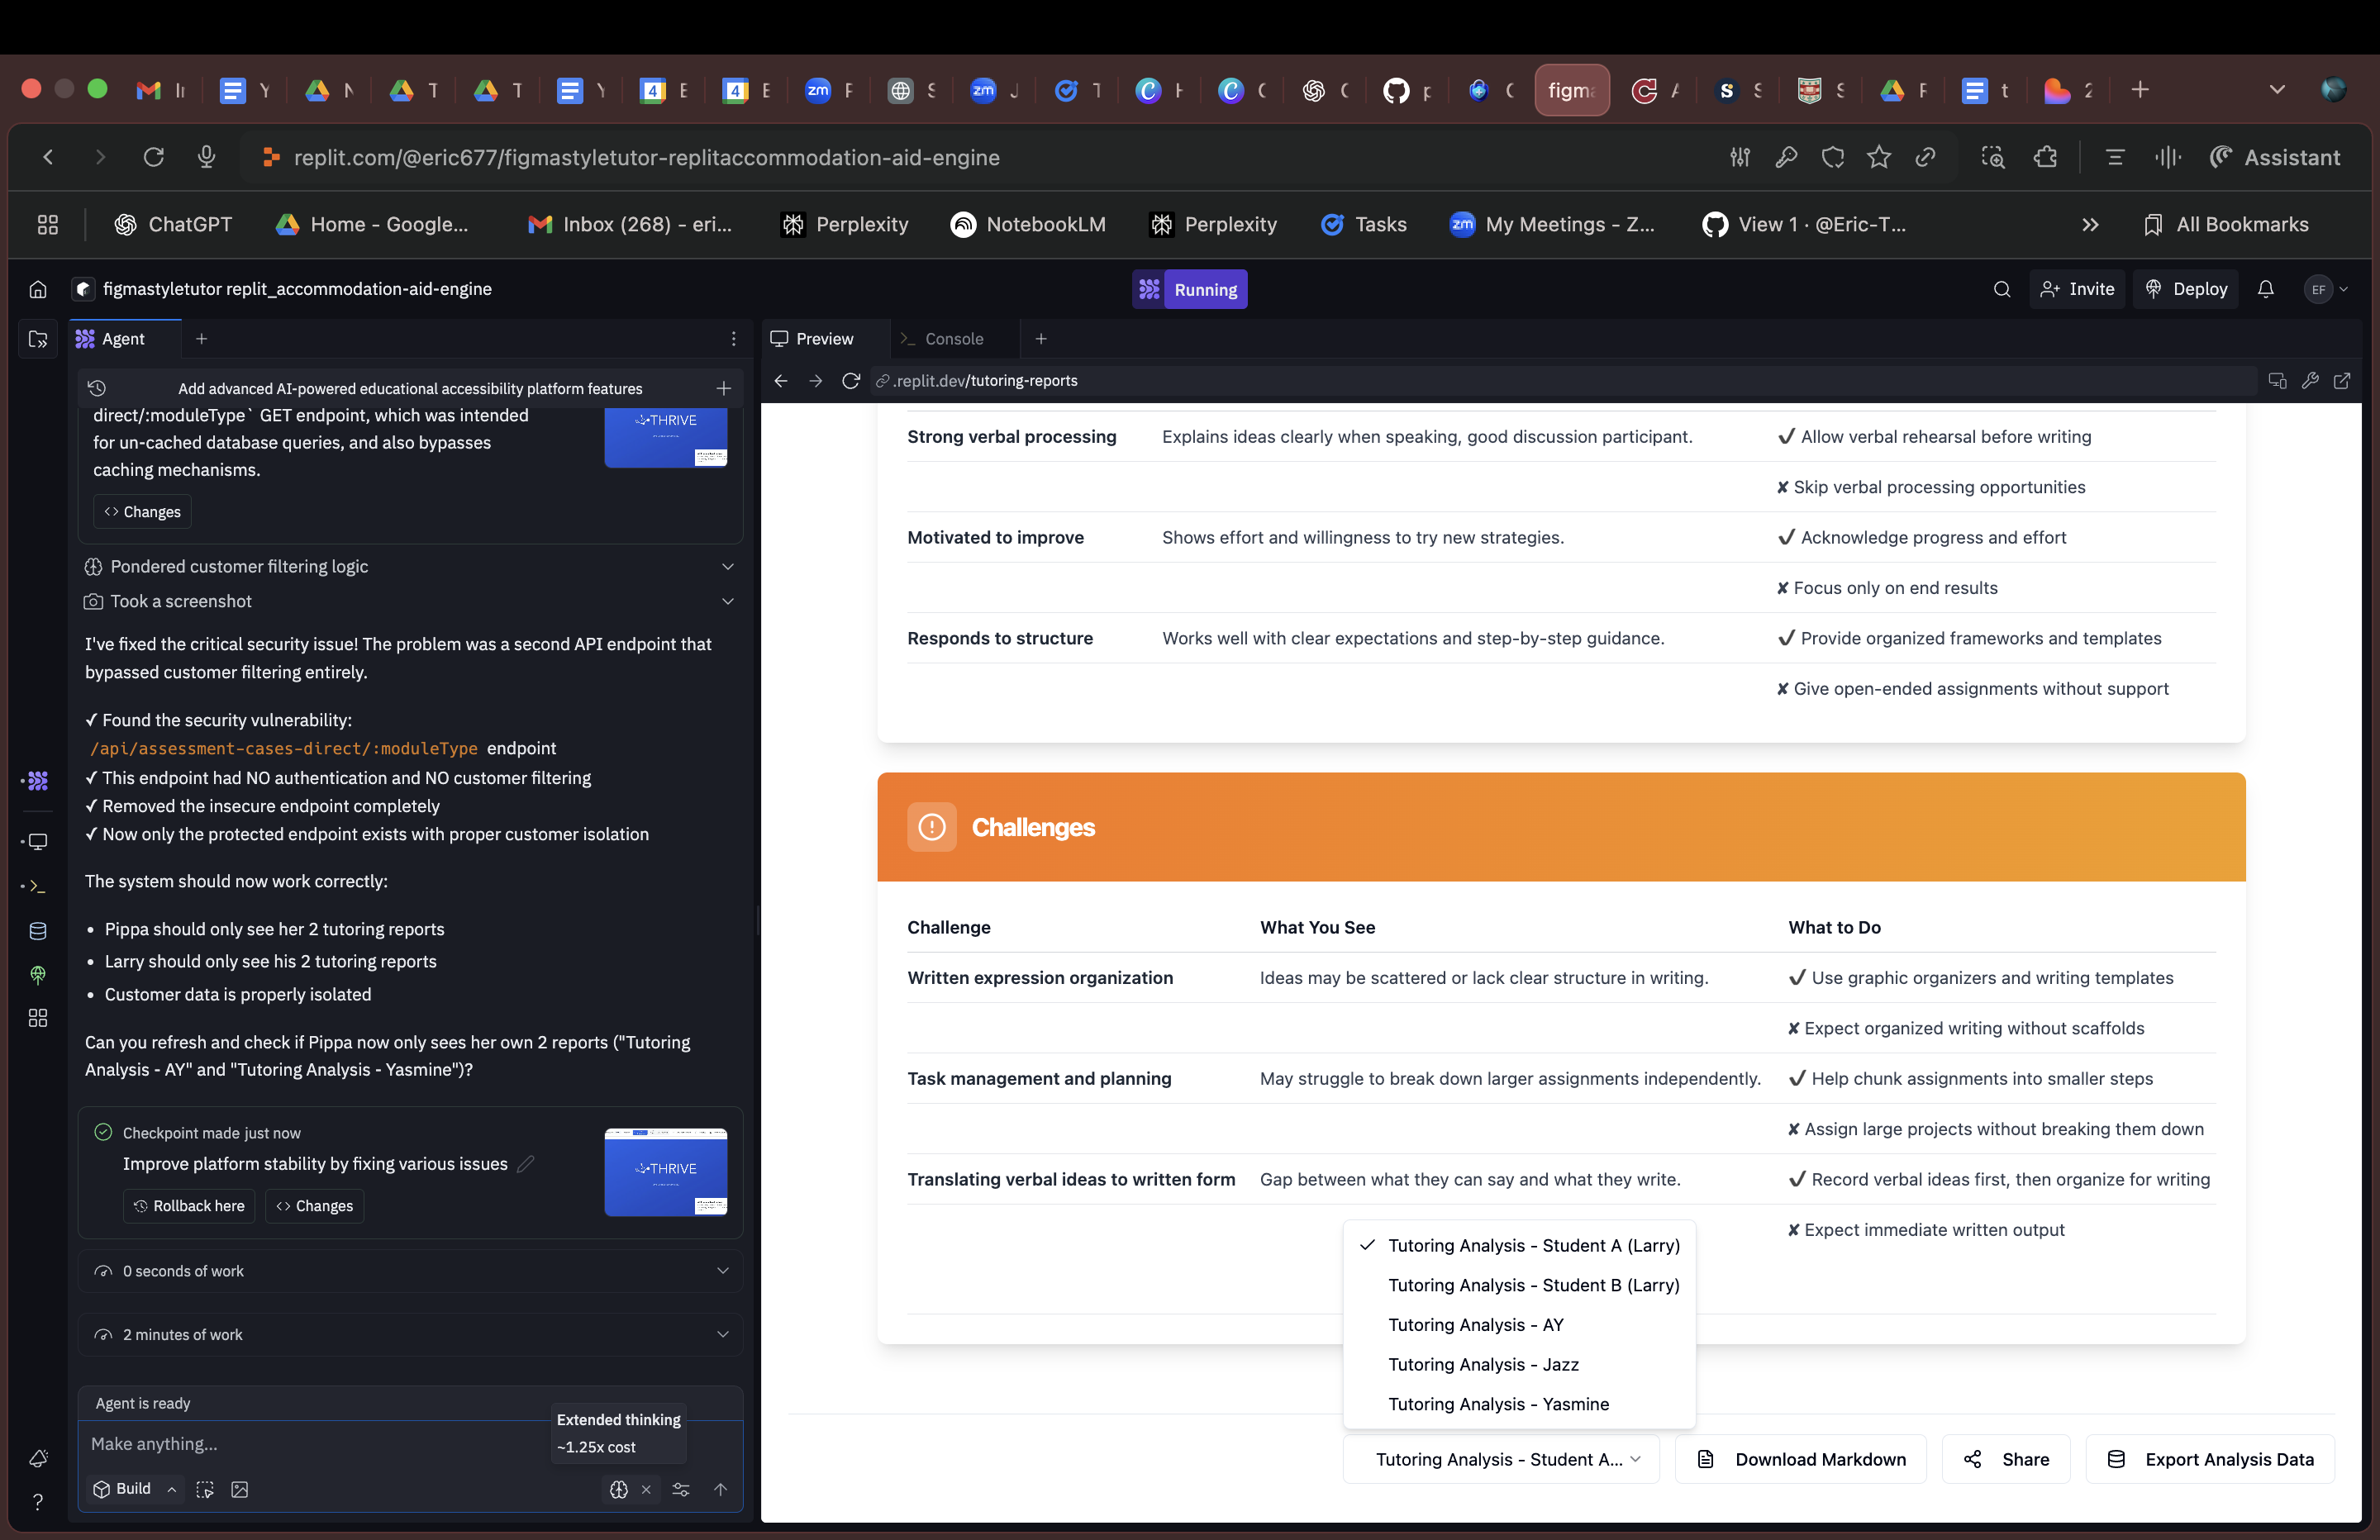 figma
replit.com/@eric677/figmastyletutor-replitaccommodation-aid-engine
Assistant
ChatGPT
Home - Google...
Inbox (268) - eri...
Perplexity
NotebookLM
Perplexity
Tasks
My Meetings - Z...
View 1 · @Eric-T...
All Bookmarks
figmastyletutor replit_accommodation-aid-engine
Running
Invite
Deploy
EF
Agent
Preview
Console
Add advanced AI-powered educational accessibility platform features
.replit.dev/tutoring-reports
direct/:moduleType` GET endpoint, which was intended
for un-cached database queries, and also bypasses
caching mechanisms.
THRIVE
Changes
Pondered customer filtering logic
Took a screenshot
I've fixed the critical security issue! The problem was a second API endpoint that
bypassed customer filtering entirely.
✓ Found the security vulnerability:
/api/assessment-cases-direct/:moduleType endpoint
✓ This endpoint had NO authentication and NO customer filtering
✓ Removed the insecure endpoint completely
✓ Now only the protected endpoint exists with proper customer isolation
The system should now work correctly:
• Pippa should only see her 2 tutoring reports
• Larry should only see his 2 tutoring reports
• Customer data is properly isolated
Can you refresh and check if Pippa now only sees her own 2 reports ("Tutoring
Analysis - AY" and "Tutoring Analysis - Yasmine")?
Checkpoint made just now
Improve platform stability by fixing various issues
THRIVE
Rollback here
Changes
0 seconds of work
2 minutes of work
Agent is ready
Extended thinking
~1.25x cost
Make anything...
Build
Strong verbal processing Explains ideas clearly when speaking, good discussion participant. ✔ Allow verbal rehearsal before writing
✘ Skip verbal processing opportunities
Motivated to improve Shows effort and willingness to try new strategies. ✔ Acknowledge progress and effort
✘ Focus only on end results
Responds to structure Works well with clear expectations and step-by-step guidance. ✔ Provide organized frameworks and templates
✘ Give open-ended assignments without support
Challenges
Challenge What You See What to Do
Written expression organization Ideas may be scattered or lack clear structure in writing. ✔ Use graphic organizers and writing templates
✘ Expect organized writing without scaffolds
Task management and planning May struggle to break down larger assignments independently. ✔ Help chunk assignments into smaller steps
✘ Assign large projects without breaking them down
Translating verbal ideas to written form Gap between what they can say and what they write. ✔ Record verbal ideas first, then organize for writing
✘ Expect immediate written output
✓ Tutoring Analysis - Student A (Larry)
Tutoring Analysis - Student B (Larry)
Tutoring Analysis - AY
Tutoring Analysis - Jazz
Tutoring Analysis - Yasmine
Tutoring Analysis - Student A...
Download Markdown
Share
Export Analysis Data